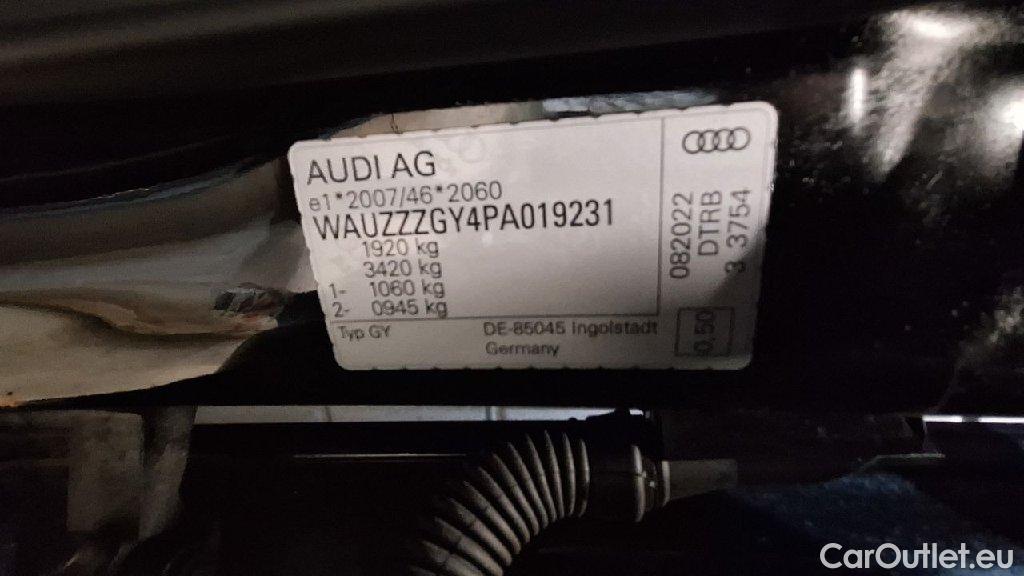 AUDI AG
e1*2007/46*2060
WAUZZZGY4PA019231
1920 kg
3420 kg
1- 1060 kg
2- 0945 kg
Typ GY
DE-85045 Ingolstadt
Germany
082022
DTRB
3 3754
0,50
CarOutlet.eu